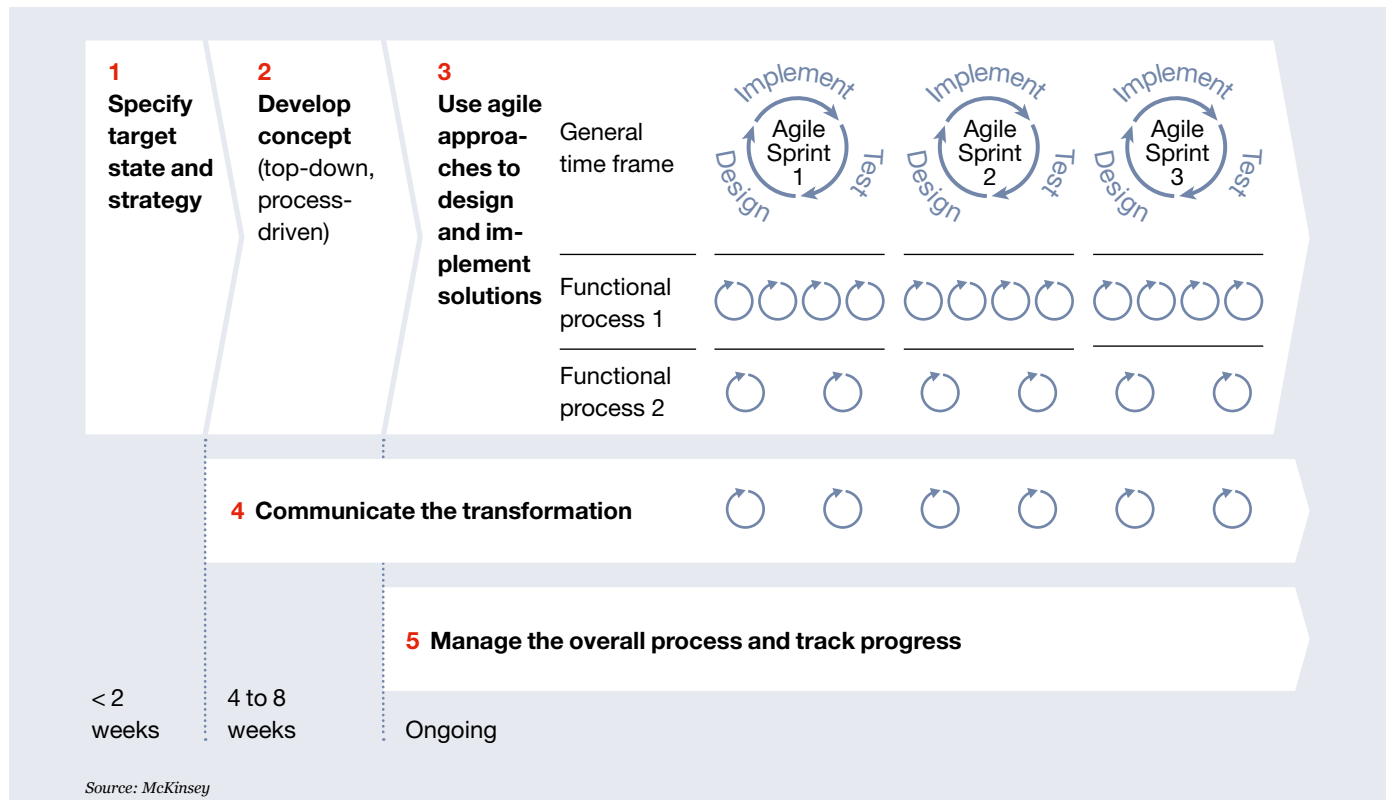 1
Specify
target
state and
strategy
2
Develop
concept
(top-down,
process-
driven)
3
Use agile
approa-
ches to
design
and im-
plement
solutions
General
time frame
Implement
Test
Design
Agile
Sprint
1
Implement
Test
Design
Agile
Sprint
2
Implement
Test
Design
Agile
Sprint
3
Functional
process 1
Functional
process 2
4 Communicate the transformation
5 Manage the overall process and track progress
< 2
weeks
4 to 8
weeks
Ongoing
Source: McKinsey